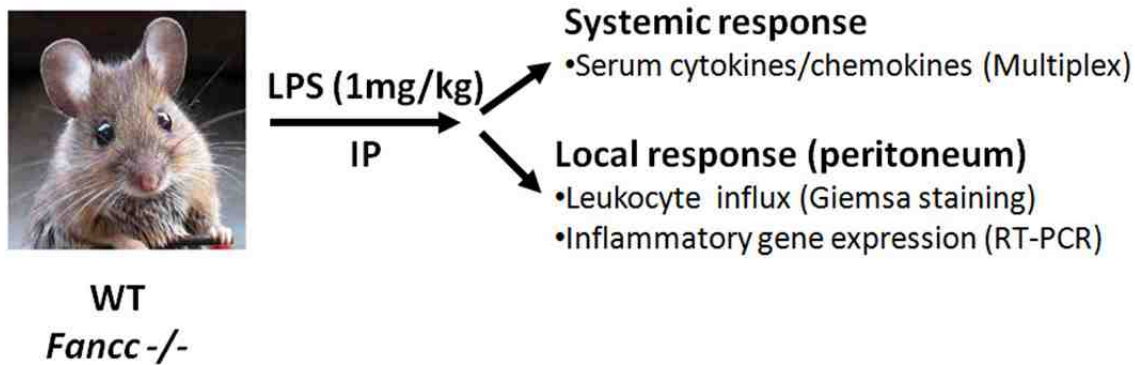 Systemic response
•Serum cytokines/chemokines (Multiplex)
LPS (1mg/kg)
IP
Local response (peritoneum)
•Leukocyte influx (Giemsa staining)
•Inflammatory gene expression (RT-PCR)
WT
Fancc -/-